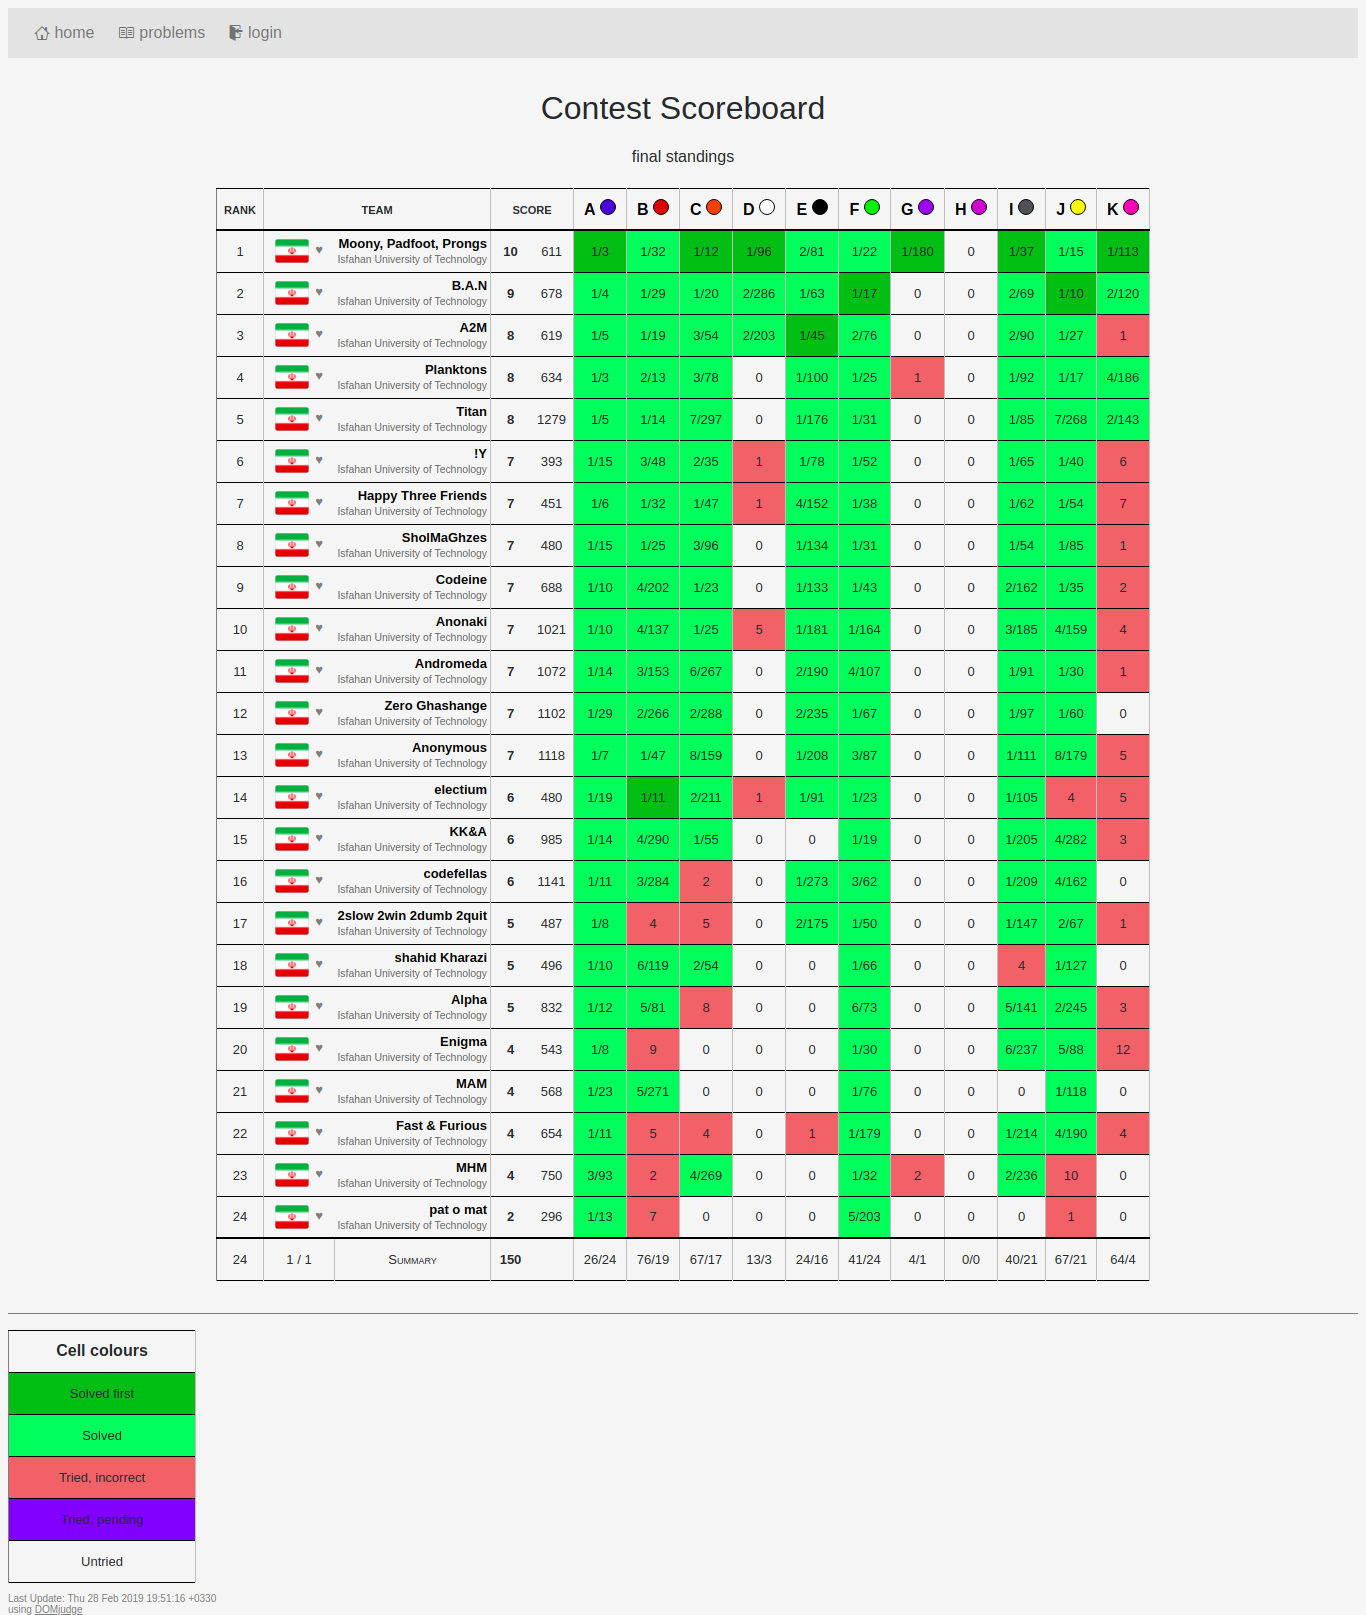 home problems login
Contest Scoreboard
final standings
RANK TEAM SCORE A B C D E F G H I J K
1 Moony, Padfoot, Prongs 10 611 1/3 1/32 1/12 1/96 2/81 1/22 1/180 0 1/37 1/15 1/113
Isfahan University of Technology
2 B.A.N 9 678 1/4 1/29 1/20 2/286 1/63 1/17 0 0 2/69 1/10 2/120
Isfahan University of Technology
3 A2M 8 619 1/5 1/19 3/54 2/203 1/45 2/76 0 0 2/90 1/27 1
Isfahan University of Technology
4 Planktons 8 634 1/3 2/13 3/78 0 1/100 1/25 1 0 1/92 1/17 4/186
Isfahan University of Technology
5 Titan 8 1279 1/5 1/14 7/297 0 1/176 1/31 0 0 1/85 7/268 2/143
Isfahan University of Technology
6 !Y 7 393 1/15 3/48 2/35 1 1/78 1/52 0 0 1/65 1/40 6
Isfahan University of Technology
7 Happy Three Friends 7 451 1/6 1/32 1/47 1 4/152 1/38 0 0 1/62 1/54 7
Isfahan University of Technology
8 SholMaGhzes 7 480 1/15 1/25 3/96 0 1/134 1/31 0 0 1/54 1/85 1
Isfahan University of Technology
9 Codeine 7 688 1/10 4/202 1/23 0 1/133 1/43 0 0 2/162 1/35 2
Isfahan University of Technology
10 Anonaki 7 1021 1/10 4/137 1/25 5 1/181 1/164 0 0 3/185 4/159 4
Isfahan University of Technology
11 Andromeda 7 1072 1/14 3/153 6/267 0 2/190 4/107 0 0 1/91 1/30 1
Isfahan University of Technology
12 Zero Ghashange 7 1102 1/29 2/266 2/288 0 2/235 1/67 0 0 1/97 1/60 0
Isfahan University of Technology
13 Anonymous 7 1118 1/7 1/47 8/159 0 1/208 3/87 0 0 1/111 8/179 5
Isfahan University of Technology
14 electium 6 480 1/19 1/11 2/211 1 1/91 1/23 0 0 1/105 4 5
Isfahan University of Technology
15 KK&A 6 985 1/14 4/290 1/55 0 0 1/19 0 0 1/205 4/282 3
Isfahan University of Technology
16 codefellas 6 1141 1/11 3/284 2 0 1/273 3/62 0 0 1/209 4/162 0
Isfahan University of Technology
17 2slow 2win 2dumb 2quit 5 487 1/8 4 5 0 2/175 1/50 0 0 1/147 2/67 1
Isfahan University of Technology
18 shahid Kharazi 5 496 1/10 6/119 2/54 0 0 1/66 0 0 4 1/127 0
Isfahan University of Technology
19 Alpha 5 832 1/12 5/81 8 0 0 6/73 0 0 5/141 2/245 3
Isfahan University of Technology
20 Enigma 4 543 1/8 9 0 0 0 1/30 0 0 6/237 5/88 12
Isfahan University of Technology
21 MAM 4 568 1/23 5/271 0 0 0 1/76 0 0 0 1/118 0
Isfahan University of Technology
22 Fast & Furious 4 654 1/11 5 4 0 1 1/179 0 0 1/214 4/190 4
Isfahan University of Technology
23 MHM 4 750 3/93 2 4/269 0 0 1/32 2 0 2/236 10 0
Isfahan University of Technology
24 pat o mat 2 296 1/13 7 0 0 0 5/203 0 0 0 1 0
Isfahan University of Technology
24 1 / 1 Summary 150 26/24 76/19 67/17 13/3 24/16 41/24 4/1 0/0 40/21 67/21 64/4
Cell colours
Solved first
Solved
Tried, incorrect
Tried, pending
Untried
Last Update: Thu 28 Feb 2019 19:51:16 +0330
using DOMjudge